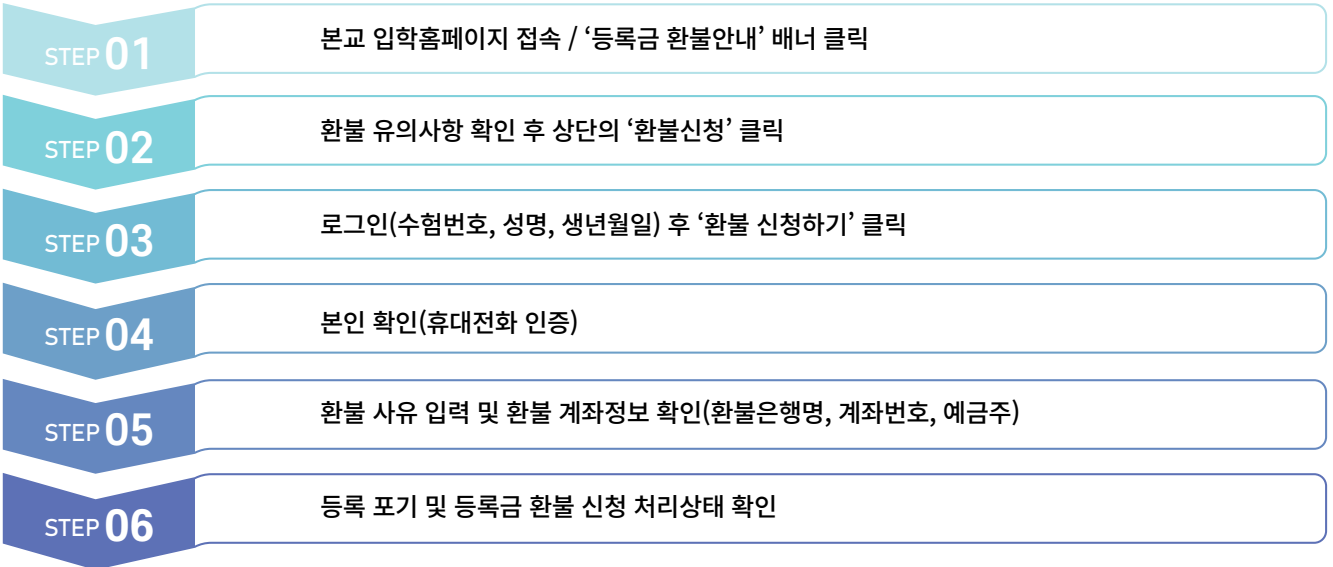 STEP 01
본교 입학홈페이지 접속 / ‘등록금 환불안내’ 배너 클릭
STEP 02
환불 유의사항 확인 후 상단의 ‘환불신청’ 클릭
STEP 03
로그인(수험번호, 성명, 생년월일) 후 ‘환불 신청하기’ 클릭
STEP 04
본인 확인(휴대전화 인증)
STEP 05
환불 사유 입력 및 환불 계좌정보 확인(환불은행명, 계좌번호, 예금주)
STEP 06
등록 포기 및 등록금 환불 신청 처리상태 확인